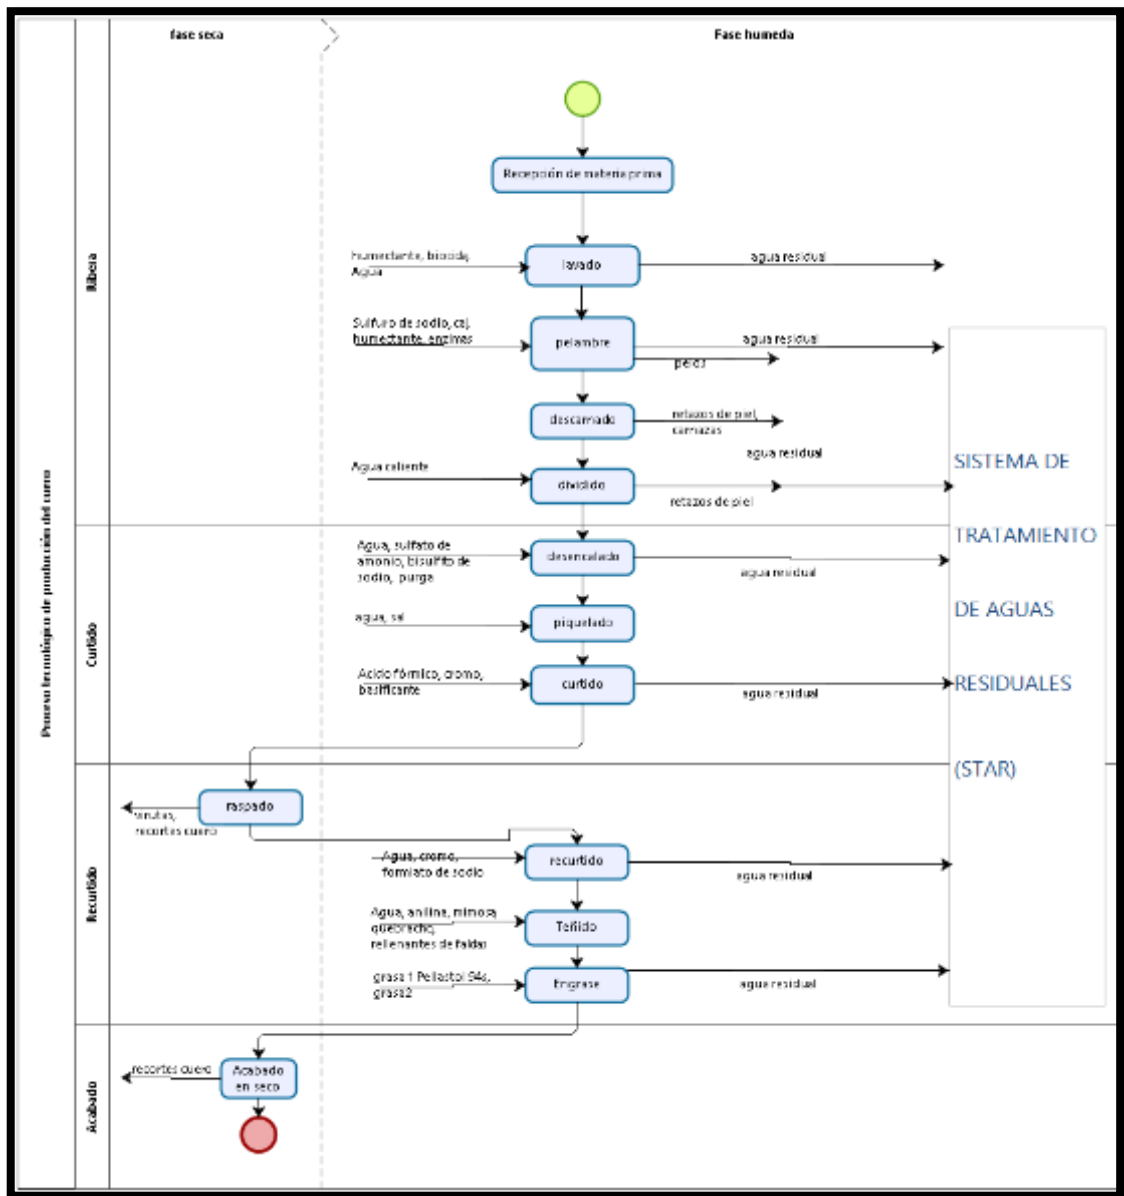 fase seca
Fase humeda
Proceso tecnológico de producción del cuero
Ribera
Recepción de materia prima
humectante, biocida,
Agua
lavado
agua residual
Sulfuro de sodio, cal,
humectante, enzimas
pelambre
agua residual
pelos
descarnado
retazos de piel,
carnazas
agua residual
Agua caliente
dividido
retazos de piel
SISTEMA DE
TRATAMIENTO
DE AGUAS
RESIDUALES
(STAR)
Curtido
Agua, sulfato de
amonio, bisulfito de
sodio, purga
desencalado
agua residual
agua, sal
piquelado
Acido fórmico, cromo,
basificante
curtido
agua residual
Recurtido
raspado
virutas,
recortes cuero
Agua, cromo,
formiato de sodio
recurtido
agua residual
Agua, anilina, mimosa,
quebracho,
rellenantes de faldas
Teñido
grasa 1 Pellastol 94s,
grasa2
Engrase
agua residual
Acabado
recortes cuero
Acabado
en seco